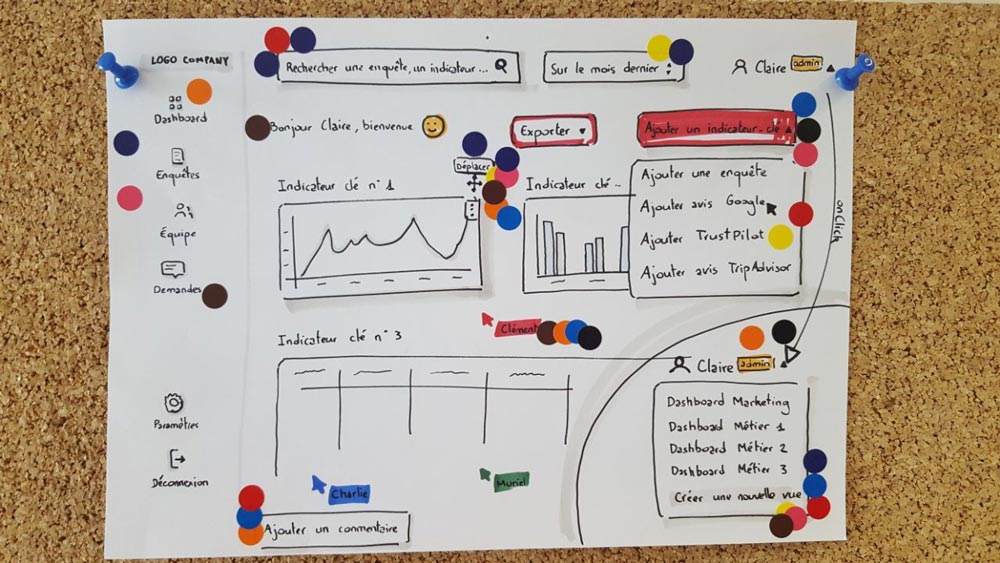 LOGO COMPANY
Dashboard
Enquêtes
Équipe
Demandes
Paramètres
Déconnexion
Rechercher une enquête, un indicateur...
Sur le mois dernier
Claire admin
Bonjour Claire, bienvenue
Exporter
Ajouter un indicateur-clé
Déplacer
Indicateur clé n°1
Indicateur clé
Ajouter une enquête
Ajouter avis Google
Ajouter TrustPilot
Ajouter avis TripAdvisor
onClick
Clément
Indicateur clé n°3
Charlie
Muriel
Ajouter un commentaire
Claire admin
Dashboard Marketing
Dashboard Métier 1
Dashboard Métier 2
Dashboard Métier 3
Créer une nouvelle vue